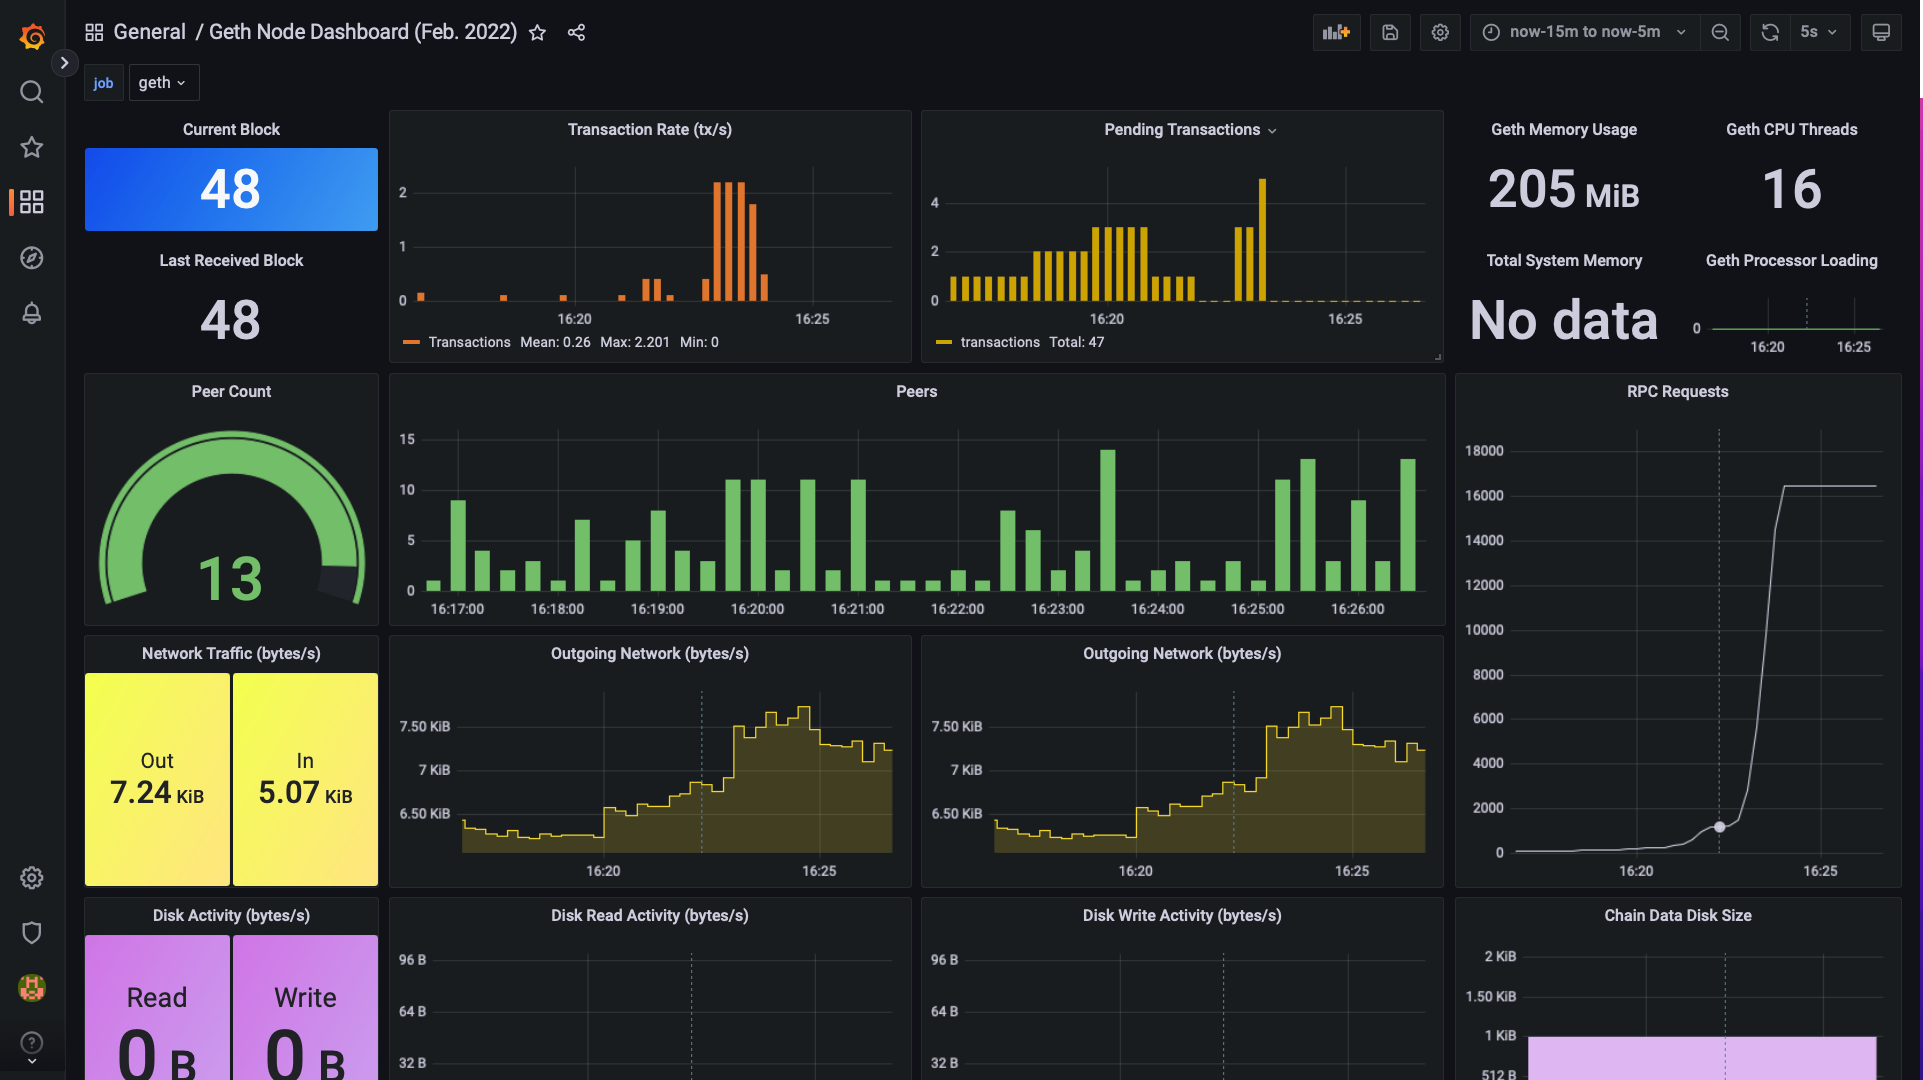 General / Geth Node Dashboard (Feb. 2022)
now-15m to now-5m
5s
job
geth
Current Block
48
Last Received Block
48
Transaction Rate (tx/s)
2
1
0
16:20 16:25
Transactions Mean: 0.26 Max: 2.201 Min: 0
Pending Transactions
4
2
0
16:20 16:25
transactions Total: 47
Geth Memory Usage
205 MiB
Geth CPU Threads
16
Total System Memory
No data
Geth Processor Loading
0
16:20 16:25
Peer Count
13
Peers
15
10
5
0
16:17:00 16:18:00 16:19:00 16:20:00 16:21:00 16:22:00 16:23:00 16:24:00 16:25:00 16:26:00
RPC Requests
18000
16000
14000
12000
10000
8000
6000
4000
2000
0
16:20 16:25
Network Traffic (bytes/s)
Out
7.24 KiB
In
5.07 KiB
Outgoing Network (bytes/s)
7.50 KiB
7 KiB
6.50 KiB
16:20 16:25
Outgoing Network (bytes/s)
7.50 KiB
7 KiB
6.50 KiB
16:20 16:25
Disk Activity (bytes/s)
Read
0 B
Write
0 B
Disk Read Activity (bytes/s)
96 B
64 B
32 B
Disk Write Activity (bytes/s)
96 B
64 B
32 B
Chain Data Disk Size
2 KiB
1.50 KiB
1 KiB
512 B